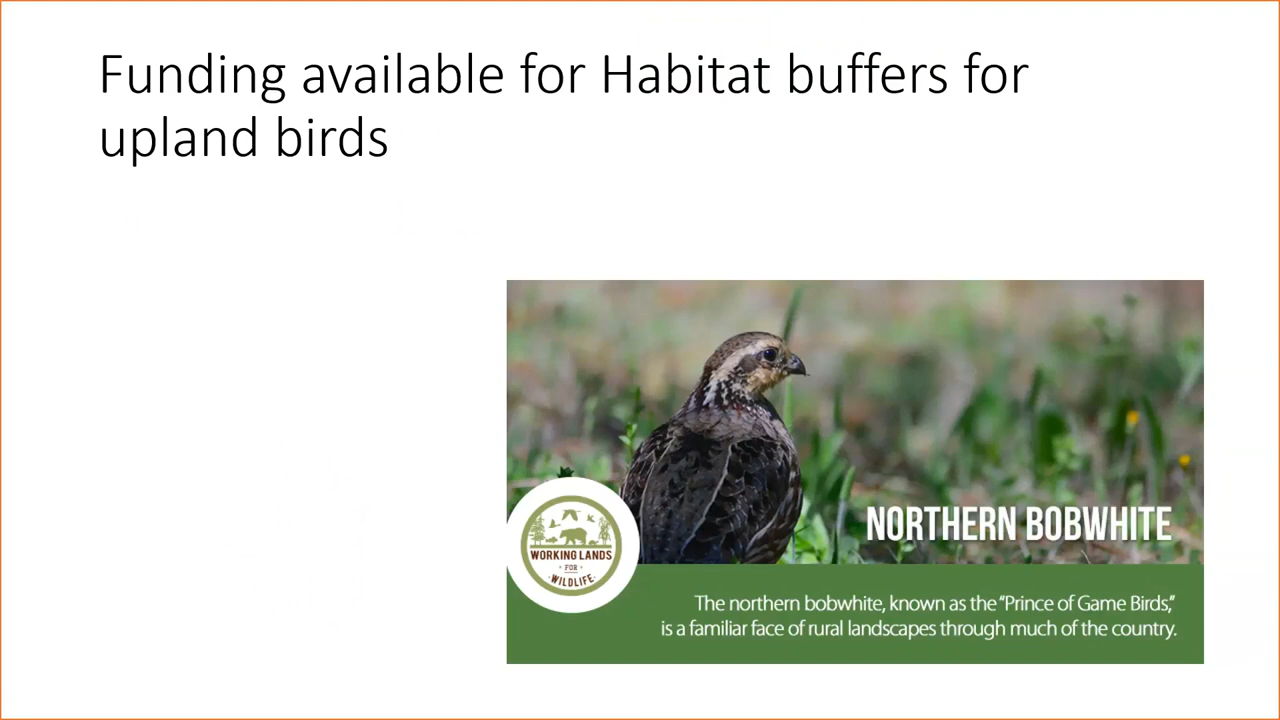 Funding available for Habitat buffers for
upland birds
NORTHERN BOBWHITE
WORKING LANDS
FOR
WILDLIFE
The northern bobwhite, known as the “Prince of Game Birds,”
is a familiar face of rural landscapes through much of the country.